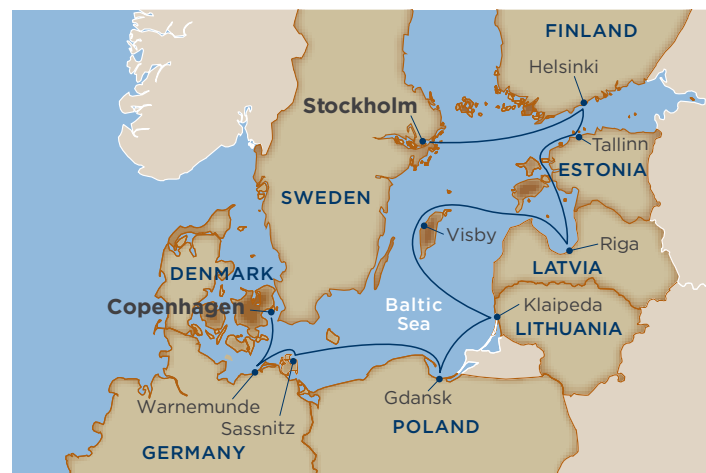 FINLAND
Helsinki
Stockholm
Tallinn
ESTONIA
SWEDEN
Visby
Riga
DENMARK
LATVIA
Copenhagen
Baltic
Sea
Klaipeda
LITHUANIA
Warnemunde
Gdansk
Sassnitz
POLAND
GERMANY